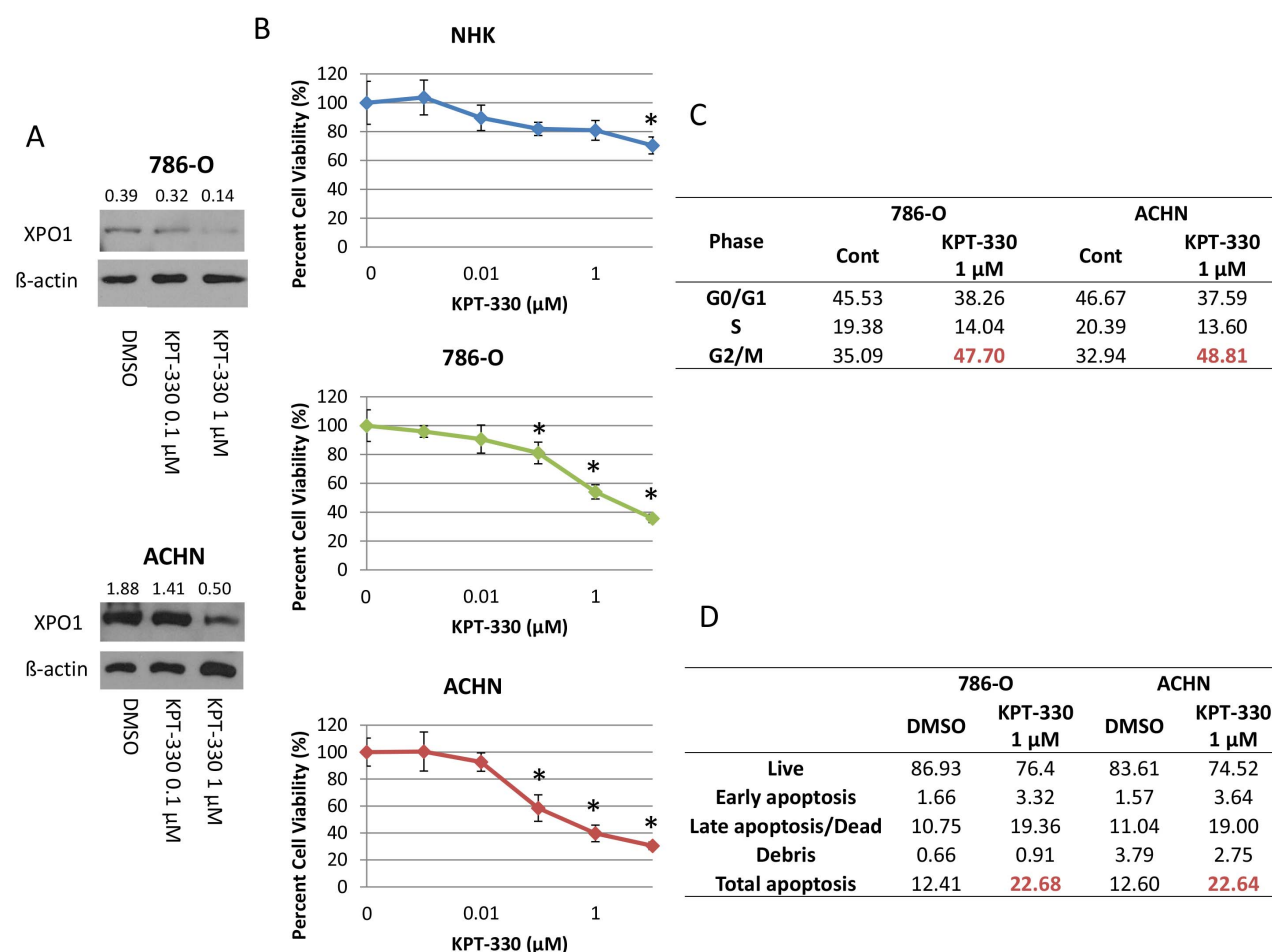 A
786-O
0.39 0.32 0.14
XPO1
ß-actin
DMSO
KPT-330 0.1 µM
KPT-330 1 µM
ACHN
1.88 1.41 0.50
XPO1
ß-actin
DMSO
KPT-330 0.1 µM
KPT-330 1 µM
B
NHK
Percent Cell Viability (%)
120
100
80
60
40
20
0
*
0 0.01 1
KPT-330 (µM)
786-O
Percent Cell Viability (%)
120
100
80
60
40
20
0
* * *
0 0.01 1
KPT-330 (µM)
ACHN
Percent Cell Viability (%)
120
100
80
60
40
20
0
* * *
0 0.01 1
KPT-330 (µM)
C
786-O ACHN
Phase Cont KPT-330 Cont KPT-330
1 µM 1 µM
G0/G1 45.53 38.26 46.67 37.59
S 19.38 14.04 20.39 13.60
G2/M 35.09 47.70 32.94 48.81
D
786-O ACHN
DMSO KPT-330 DMSO KPT-330
1 µM 1 µM
Live 86.93 76.4 83.61 74.52
Early apoptosis 1.66 3.32 1.57 3.64
Late apoptosis/Dead 10.75 19.36 11.04 19.00
Debris 0.66 0.91 3.79 2.75
Total apoptosis 12.41 22.68 12.60 22.64